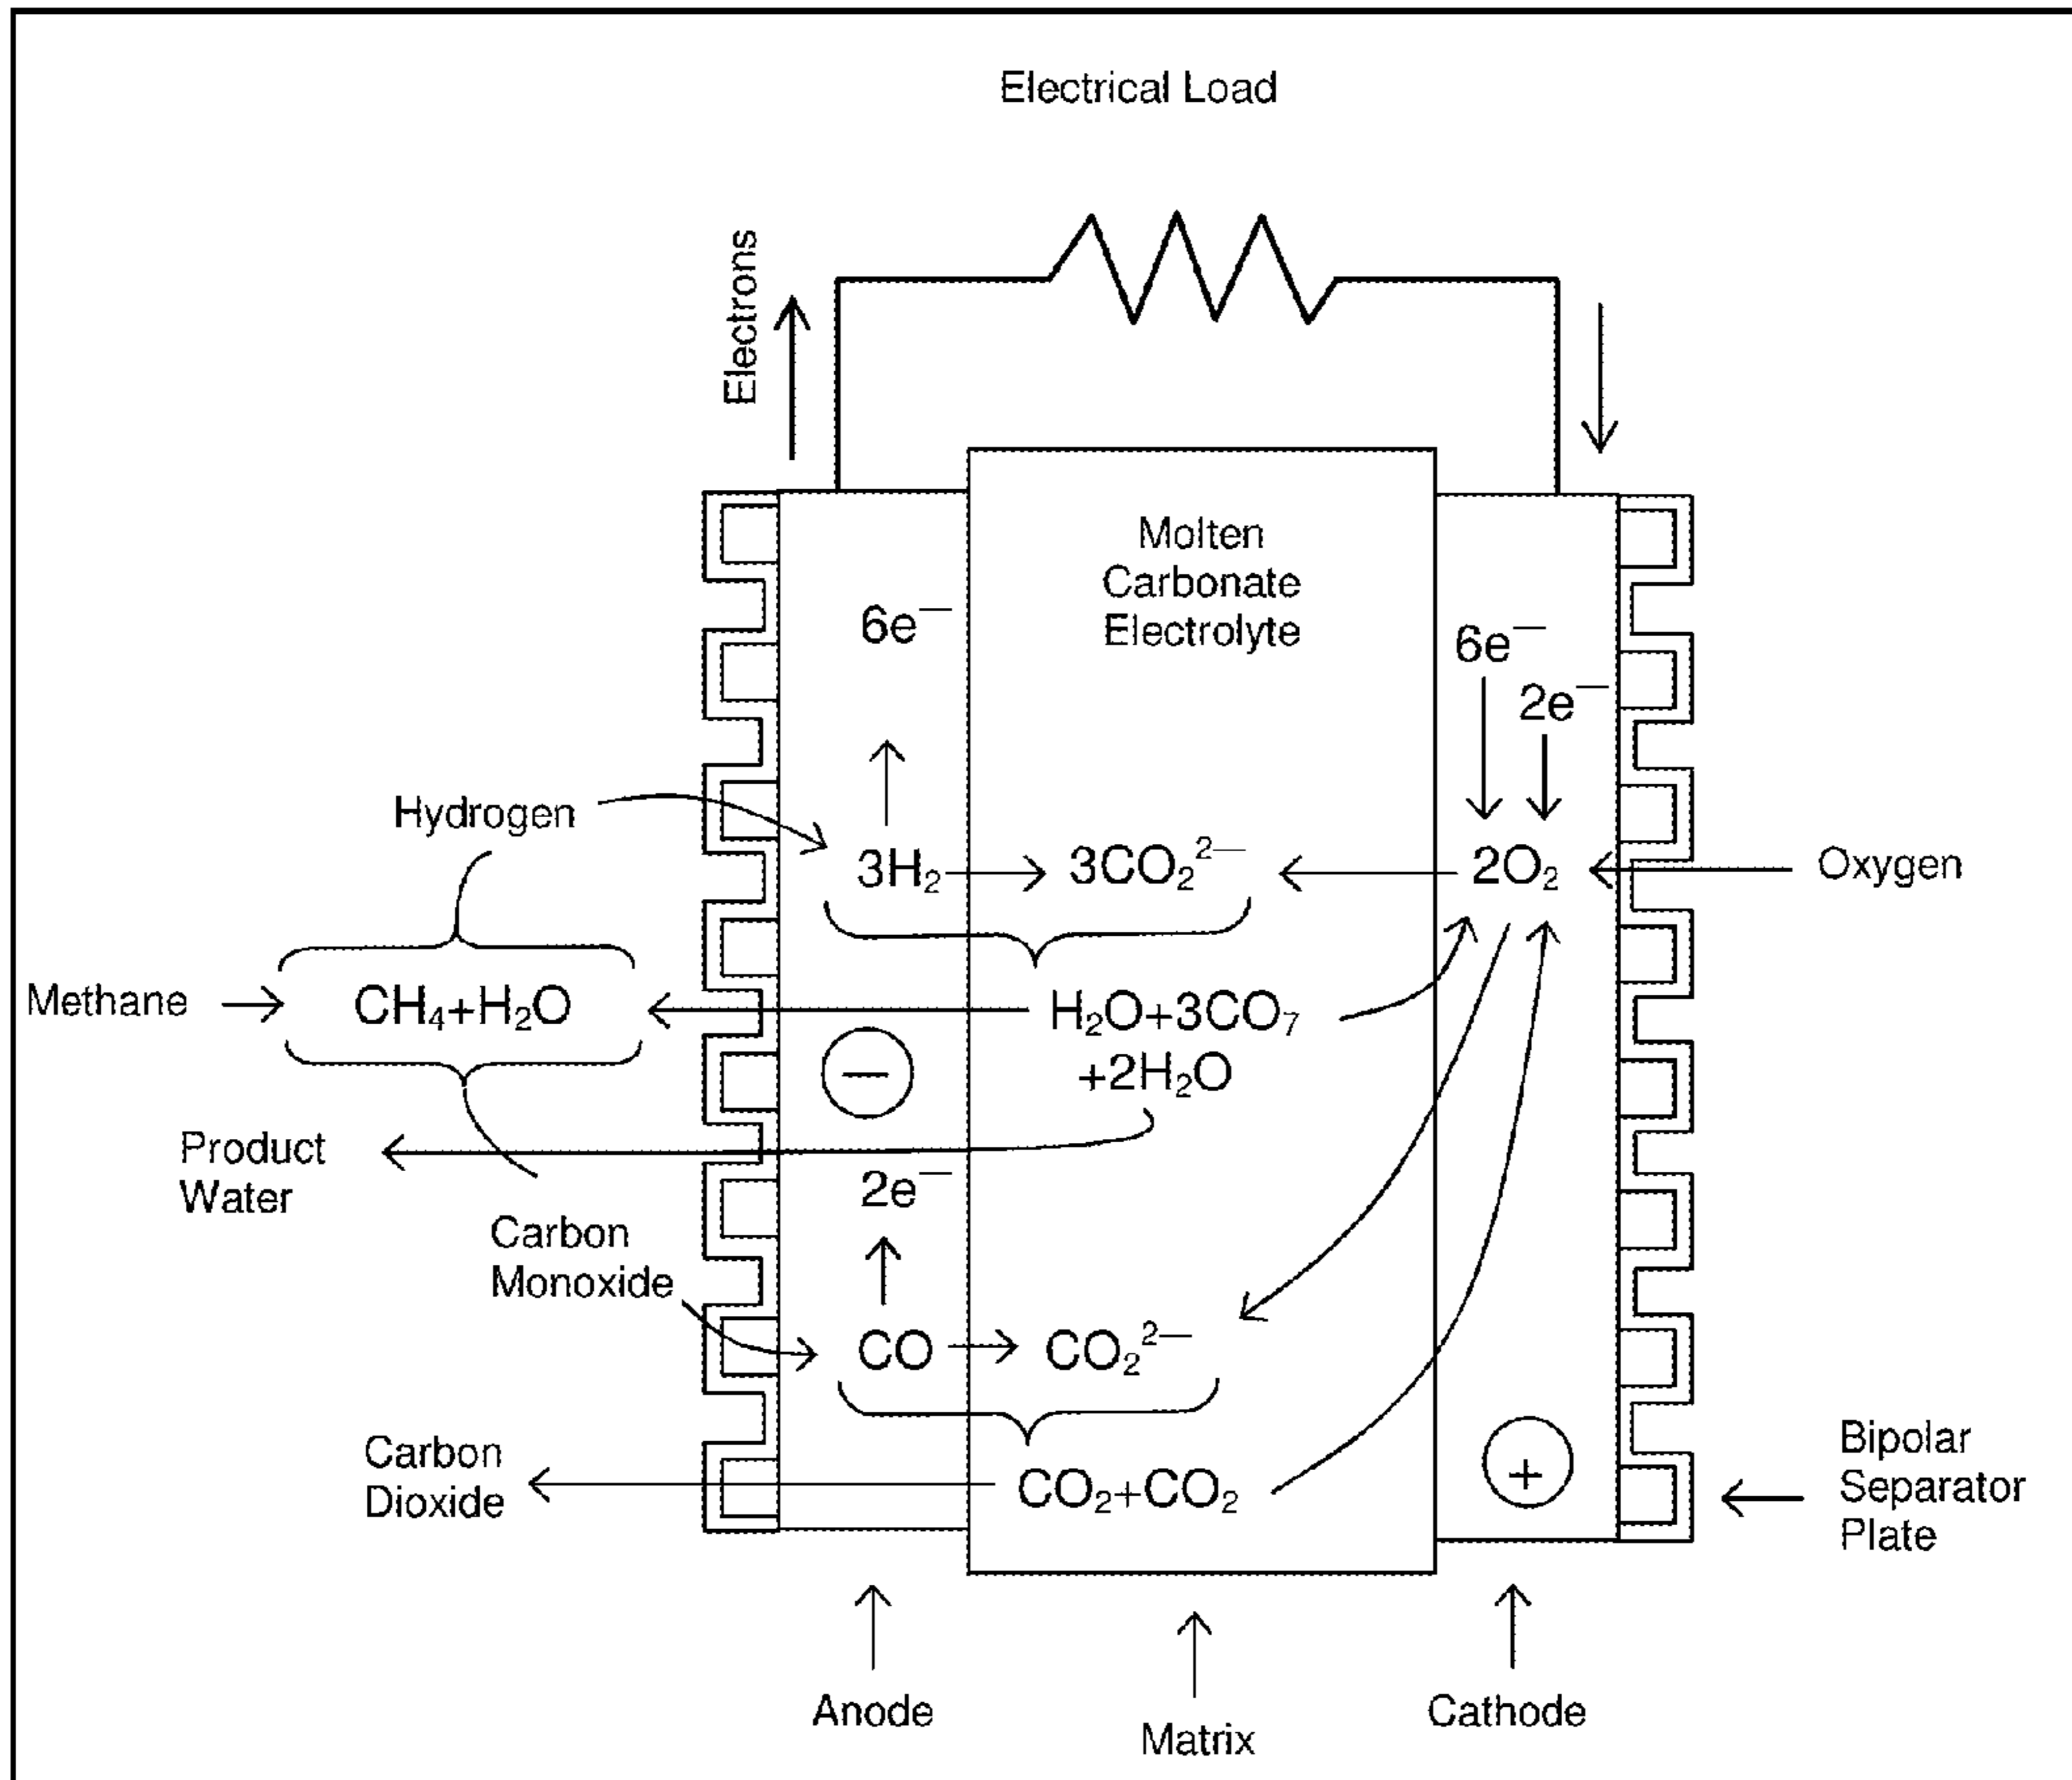 Electrical Load
Electrons
Molten
Carbonate
Electrolyte
6e—
6e—
2e—
Hydrogen
3H₂
3CO₂²—
2O₂
Oxygen
Methane
CH₄+H₂O
H₂O+3CO₇
+2H₂O
—
Product
Water
2e—
Carbon
Monoxide
CO
CO₂²—
Carbon
Dioxide
CO₂+CO₂
+
Bipolar
Separator
Plate
Anode
Matrix
Cathode